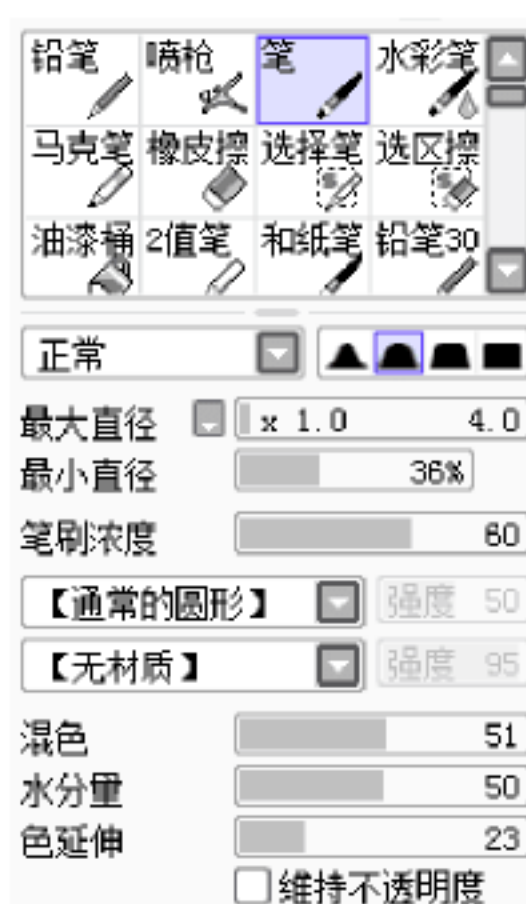 铅笔 喷枪 笔 水彩笔
马克笔 橡皮擦 选择笔 选区擦
油漆桶 2值笔 和纸笔 铅笔30
正常
最大直径 x 1.0 4.0
最小直径 36%
笔刷浓度 60
【通常的圆形】 强度 50
【无材质】 强度 95
混色 51
水分量 50
色延伸 23
维持不透明度